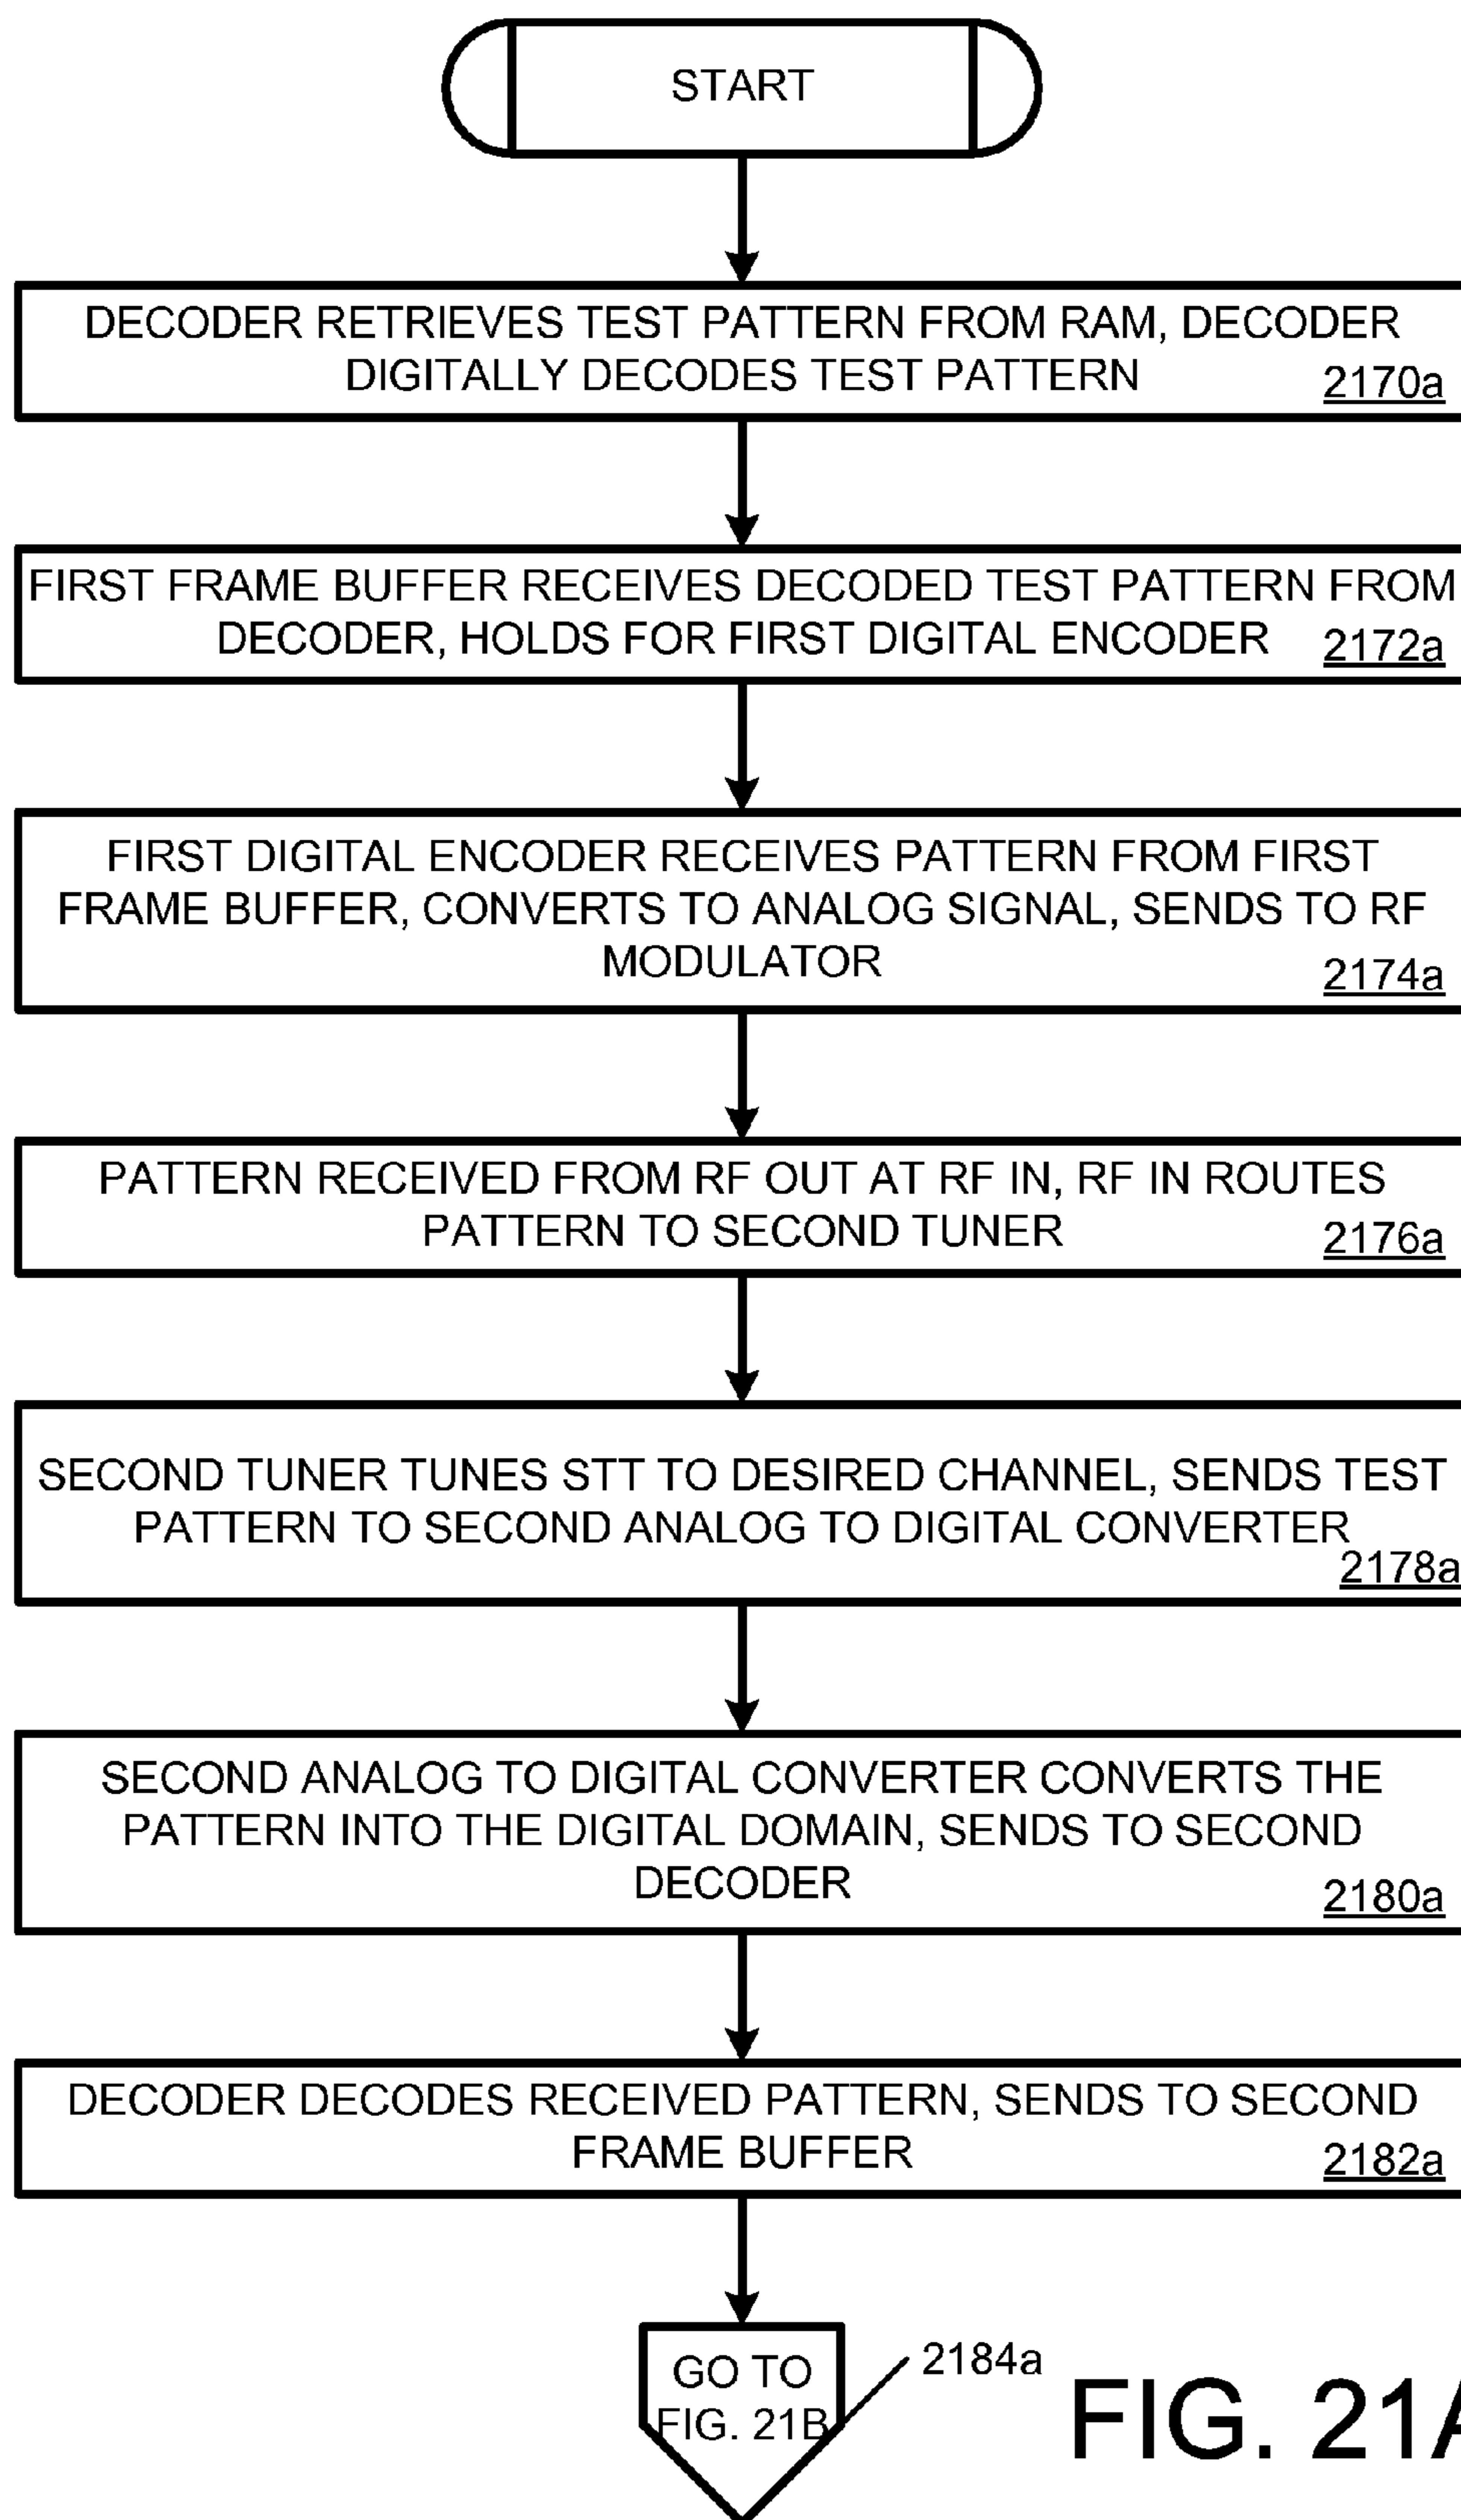 START
DECODER RETRIEVES TEST PATTERN FROM RAM, DECODER
DIGITALLY DECODES TEST PATTERN
2170a
FIRST FRAME BUFFER RECEIVES DECODED TEST PATTERN FROM
DECODER, HOLDS FOR FIRST DIGITAL ENCODER
2172a
FIRST DIGITAL ENCODER RECEIVES PATTERN FROM FIRST
FRAME BUFFER, CONVERTS TO ANALOG SIGNAL, SENDS TO RF
MODULATOR
2174a
PATTERN RECEIVED FROM RF OUT AT RF IN, RF IN ROUTES
PATTERN TO SECOND TUNER
2176a
SECOND TUNER TUNES STT TO DESIRED CHANNEL, SENDS TEST
PATTERN TO SECOND ANALOG TO DIGITAL CONVERTER
2178a
SECOND ANALOG TO DIGITAL CONVERTER CONVERTS THE
PATTERN INTO THE DIGITAL DOMAIN, SENDS TO SECOND
DECODER
2180a
DECODER DECODES RECEIVED PATTERN, SENDS TO SECOND
FRAME BUFFER
2182a
GO TO
FIG. 21B
2184a
FIG. 21A